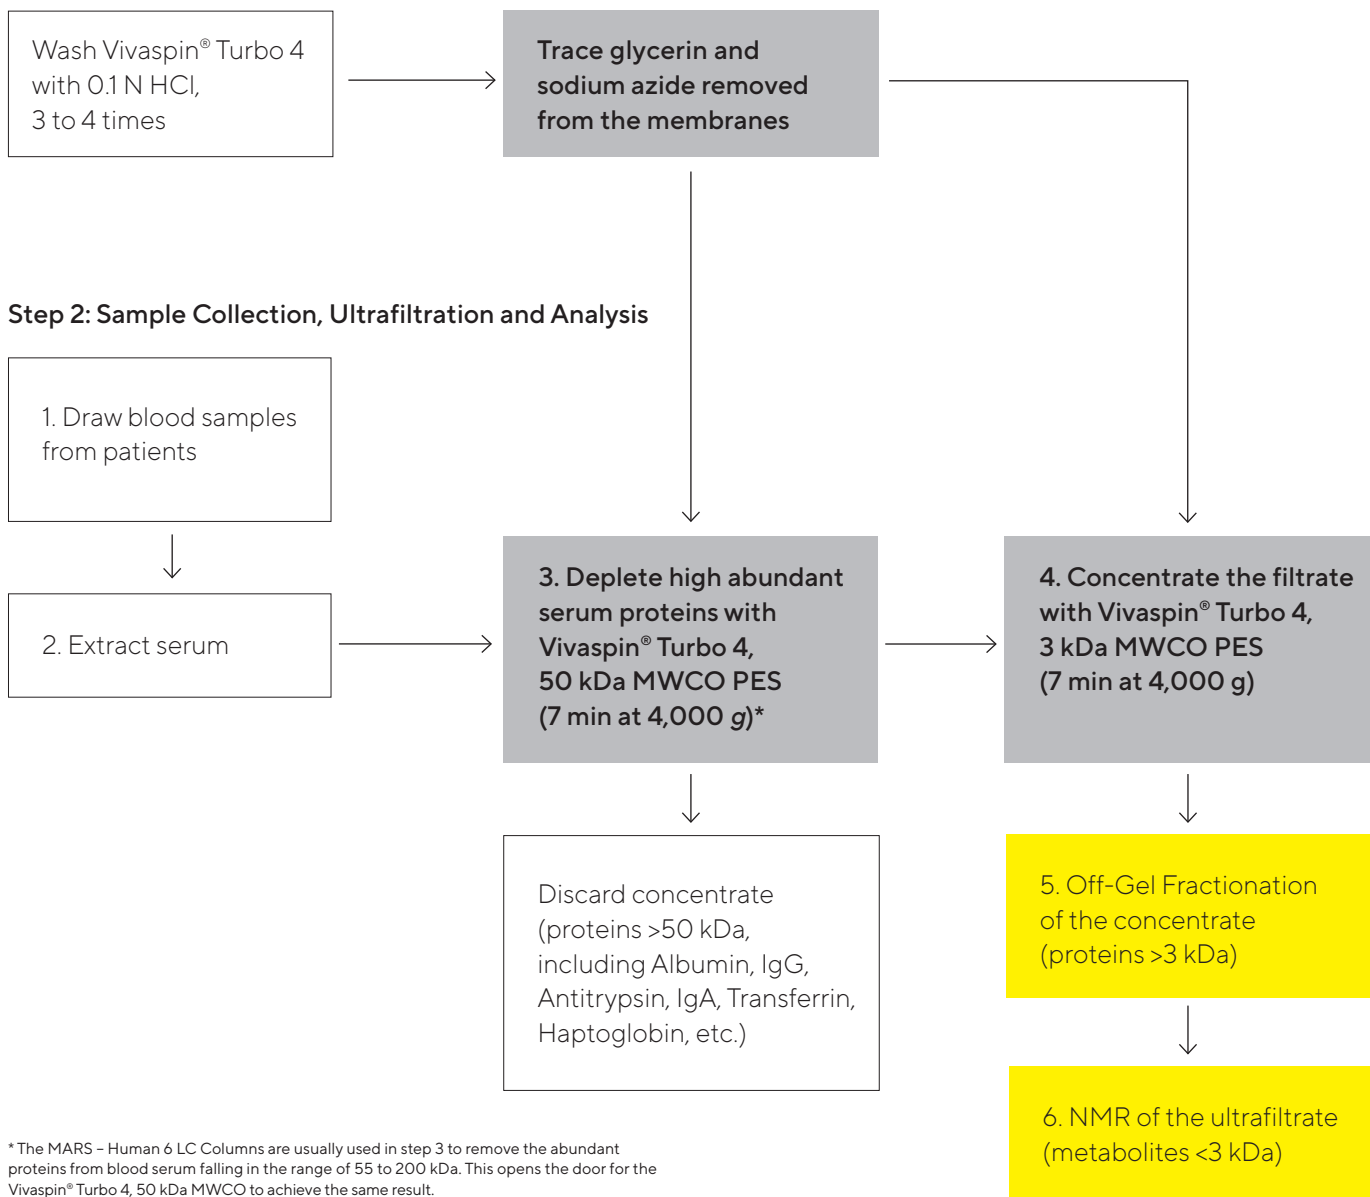 Wash Vivaspin® Turbo 4
with 0.1 N HCl,
3 to 4 times
Trace glycerin and
sodium azide removed
from the membranes
Step 2: Sample Collection, Ultrafiltration and Analysis
1. Draw blood samples
from patients
2. Extract serum
3. Deplete high abundant
serum proteins with
Vivaspin® Turbo 4,
50 kDa MWCO PES
(7 min at 4,000 g)*
4. Concentrate the filtrate
with Vivaspin® Turbo 4,
3 kDa MWCO PES
(7 min at 4,000 g)
Discard concentrate
(proteins >50 kDa,
including Albumin, IgG,
Antitrypsin, IgA, Transferrin,
Haptoglobin, etc.)
5. Off-Gel Fractionation
of the concentrate
(proteins >3 kDa)
6. NMR of the ultrafiltrate
(metabolites <3 kDa)
* The MARS – Human 6 LC Columns are usually used in step 3 to remove the abundant
proteins from blood serum falling in the range of 55 to 200 kDa. This opens the door for the
Vivaspin® Turbo 4, 50 kDa MWCO to achieve the same result.